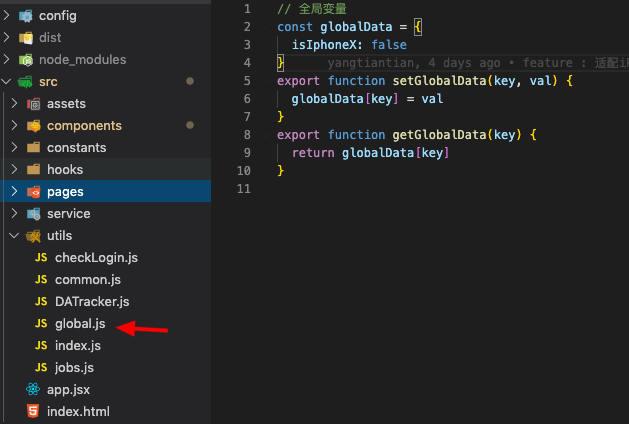 config
dist
node_modules
src
assets
components
constants
hooks
pages
service
utils
JS checkLogin.js
JS common.js
JS DATracker.js
JS global.js
JS index.js
JS jobs.js
app.jsx
index.html
1 // 全局变量
2 const globalData = {
3 isIphoneX: false
4 } yangtiantian, 4 days ago • feature : 适配i
5 export function setGlobalData(key, val) {
6 globalData[key] = val
7 }
8 export function getGlobalData(key) {
9 return globalData[key]
10 }
11